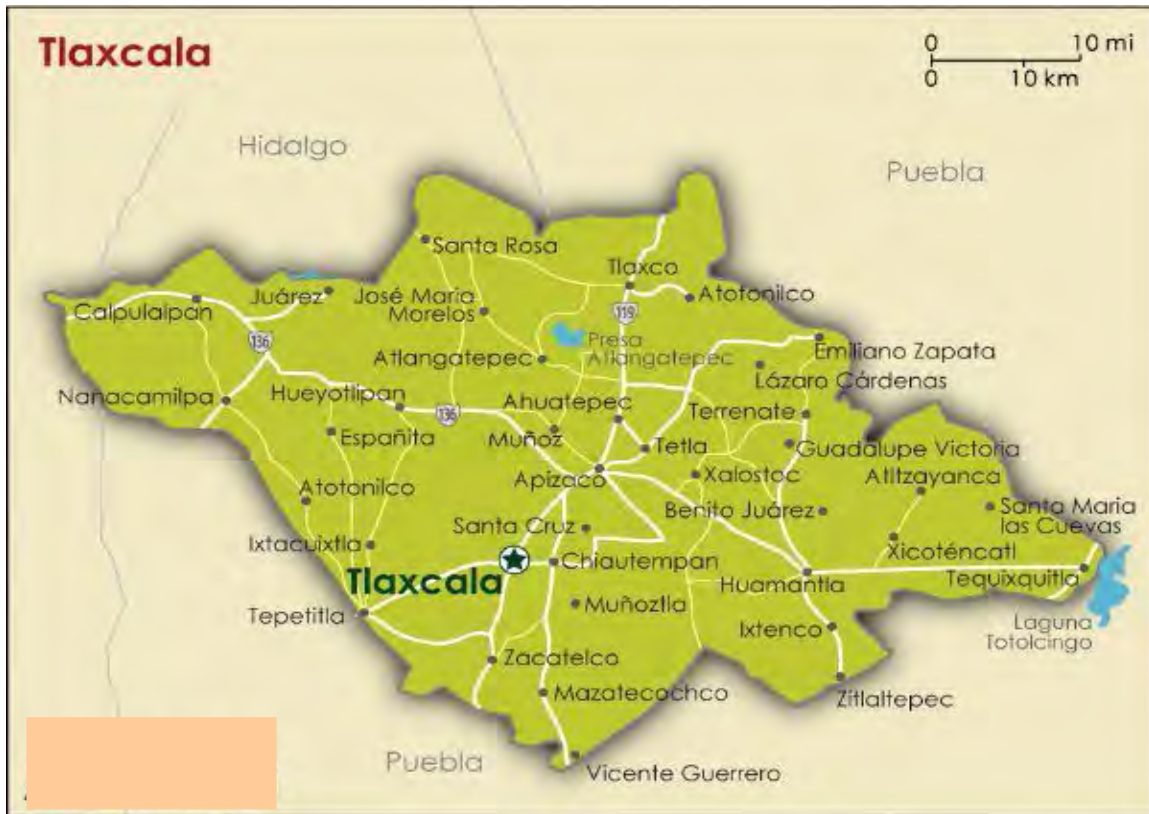 Tlaxcala
0 10 mi
0 10 km
Hidalgo
Puebla
Santa Rosa
Tlaxco
Juárez
José Maria
Morelos
Atotonilco
Calpulalpan
119
136
Presa
Atlangatepec
Atlangatepec
Emiliano Zapata
Lázaro Cárdenas
Nanacamilpa
Hueyotlipan
136
Ahuatepec
Terrenate
Españita
Muñoz
Tetla
Guadalupe Victoria
Apizaco
Xalostoc
Atltzayanca
Atotonilco
Santa Cruz
Benito Juárez
Santa Maria
las Cuevas
Ixtacuixtla
Chiautempan
Xicoténcatl
Tlaxcala
Huamantla
Tequixquitla
Tepetitla
Muñoztla
Ixtenco
Laguna
Totolcingo
Zacatelco
Mazatecochco
Zitlaltepec
Puebla
Vicente Guerrero